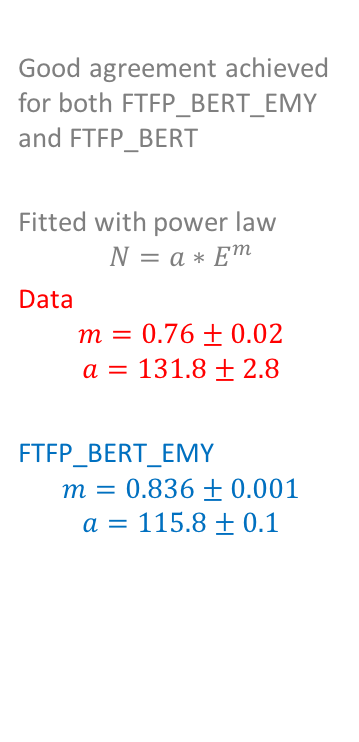 Good agreement achieved
for both FTFP_BERT_EMY
and FTFP_BERT
Fitted with power law
N = a * E^m
Data
m = 0.76 ± 0.02
a = 131.8 ± 2.8
FTFP_BERT_EMY
m = 0.836 ± 0.001
a = 115.8 ± 0.1